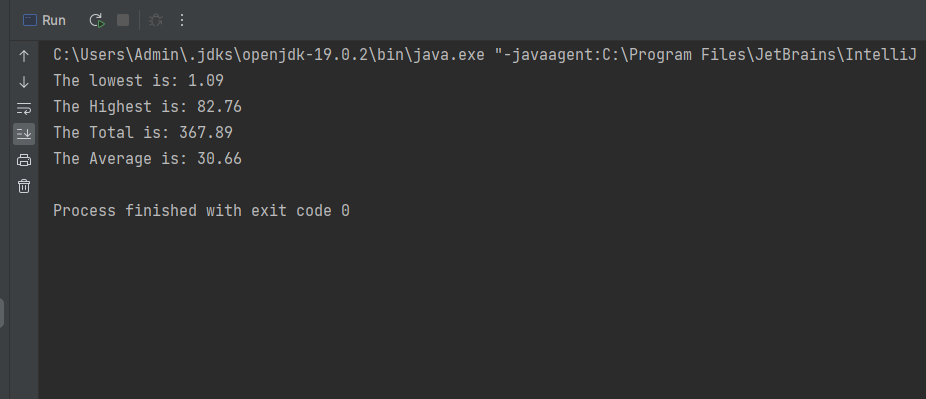 Run
C:\Users\Admin\.jdks\openjdk-19.0.2\bin\java.exe "-javaagent:C:\Program Files\JetBrains\IntelliJ
The lowest is: 1.09
The Highest is: 82.76
The Total is: 367.89
The Average is: 30.66
Process finished with exit code 0